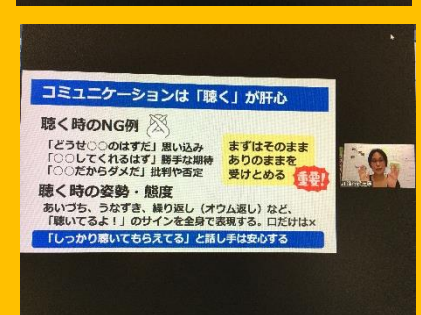 コミュニケーションは「聴く」が肝心
聴く時のNG例
「どうせ○○のはずだ」思い込み
「○○してくれるはず」勝手な期待
「○○だからダメだ」批判や否定
まずはそのまま
ありのままを
受けとめる
重要!
聴く時の姿勢・態度
あいづち、うなずき、繰り返し（オウム返し）など、
「聴いてるよ！」のサインを全身で表現する。口だけは×
「しっかり聴いてもらえてる」と話し手は安心する